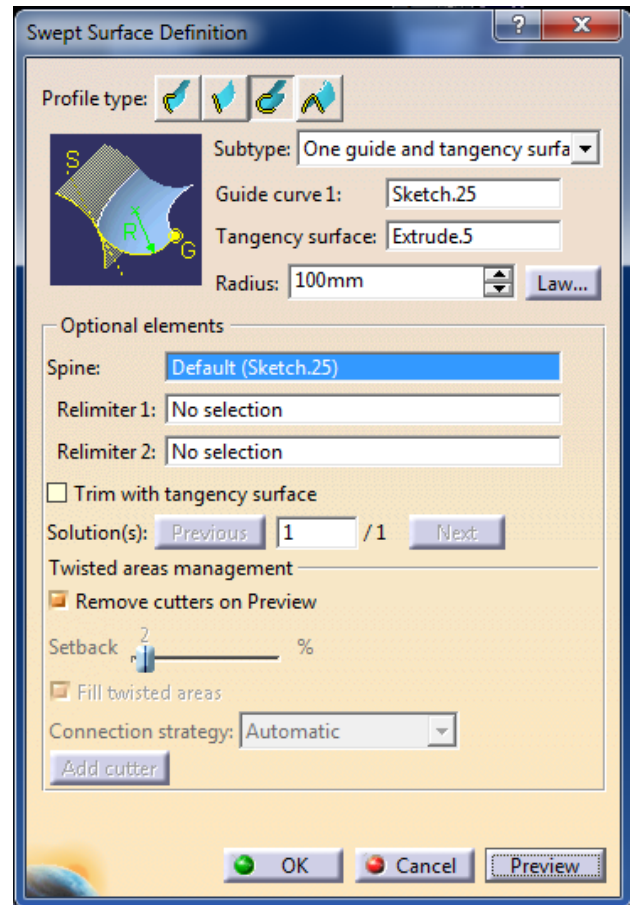 Swept Surface Definition
?
X
Profile type:
S
R
G
Subtype: One guide and tangency surfa
Guide curve 1: Sketch.25
Tangency surface: Extrude.5
Radius: 100mm Law...
Optional elements
Spine: Default (Sketch.25)
Relimiter 1: No selection
Relimiter 2: No selection
Trim with tangency surface
Solution(s): Previous 1 / 1 Next
Twisted areas management
Remove cutters on Preview
2
Setback %
Fill twisted areas
Connection strategy: Automatic
Add cutter
OK Cancel Preview